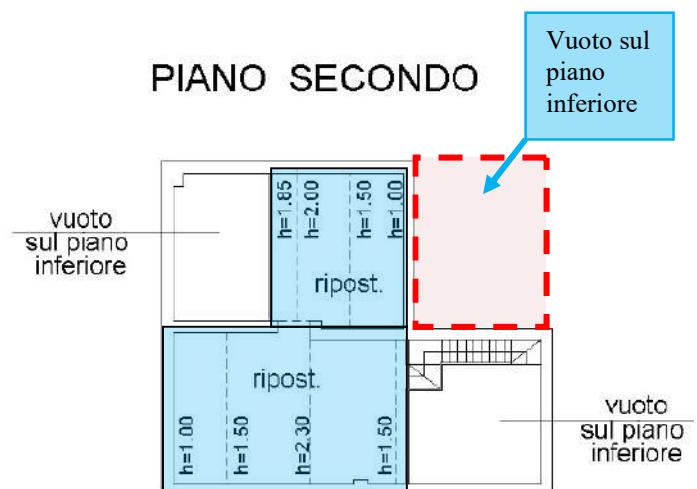 Vuoto sul
piano
inferiore
PIANO SECONDO
vuoto
sul piano
inferiore
h=1.85
h=2.00
h=1.50
h=1.00
ripost.
ripost.
h=1.00
h=1.50
h=2.30
h=1.50
vuoto
sul piano
inferiore